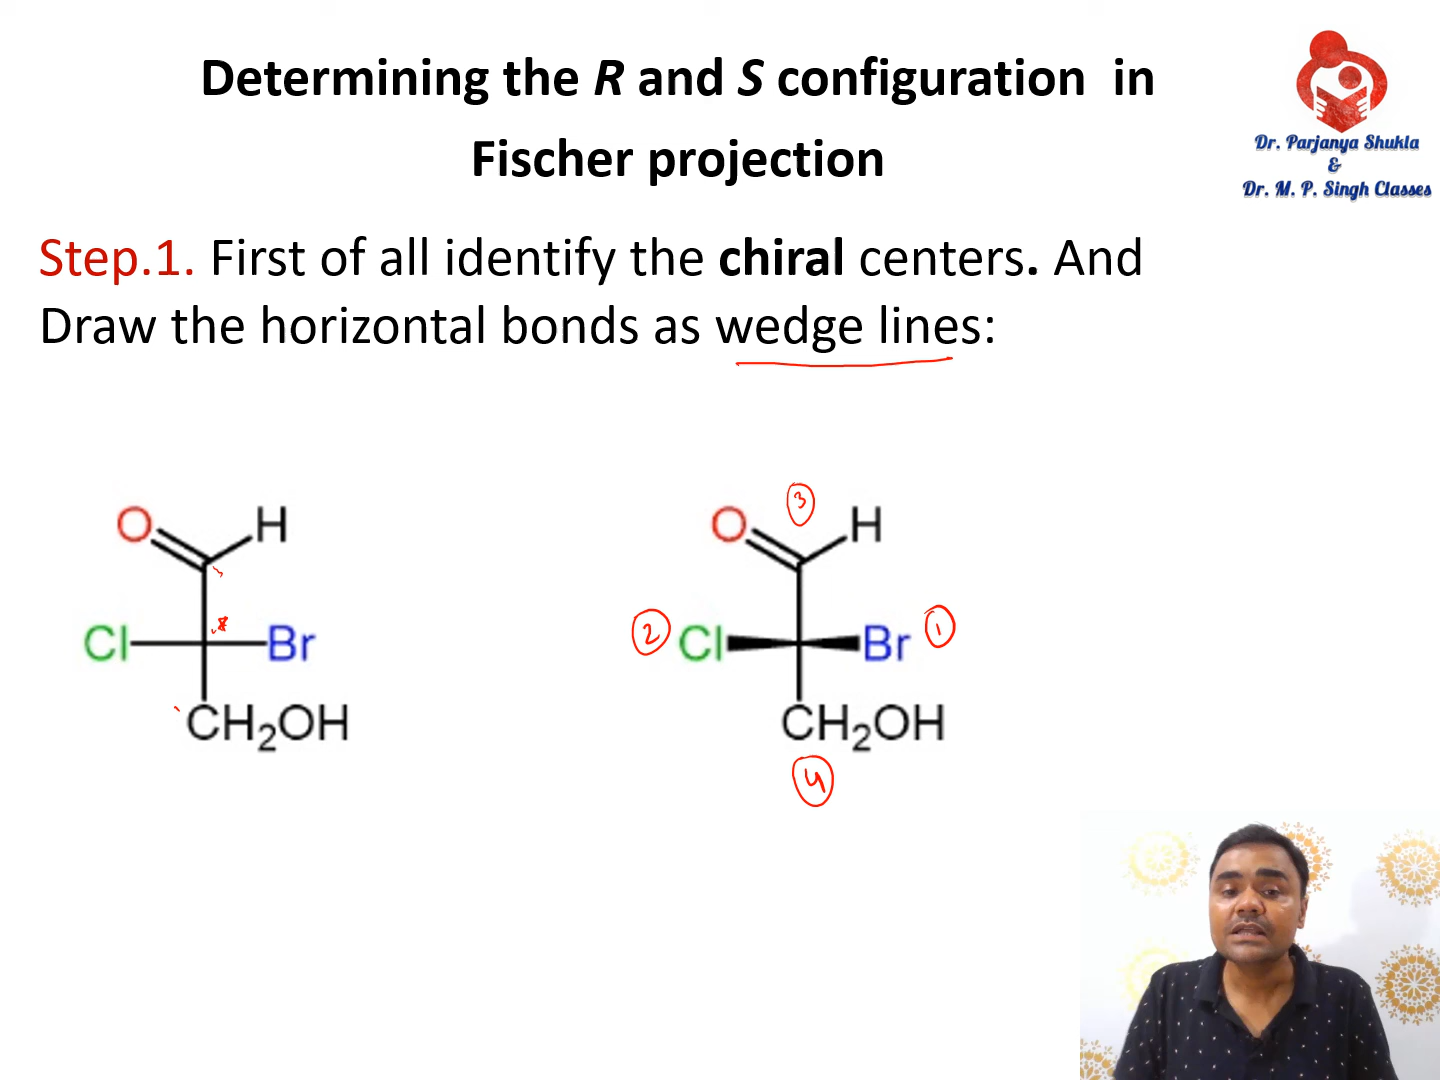 Determining the R and S configuration in
Fischer projection
Dr. Parjanya Shukla
&
Dr. M. P. Singh Classes
Step.1. First of all identify the chiral centers. And
Draw the horizontal bonds as wedge lines:
O H
Cl * Br
CH₂OH
3
O H
2 Cl Br 1
CH₂OH
4